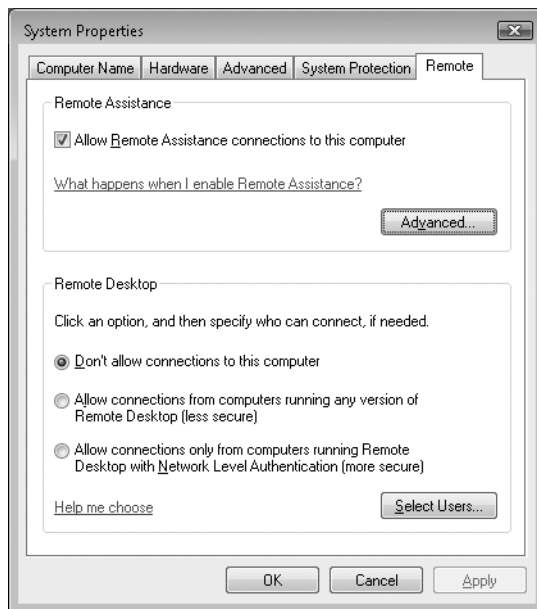 System Properties
Computer Name
Hardware
Advanced
System Protection
Remote
Remote Assistance
Allow Remote Assistance connections to this computer
What happens when I enable Remote Assistance?
Advanced...
Remote Desktop
Click an option, and then specify who can connect, if needed.
Don't allow connections to this computer
Allow connections from computers running any version of
Remote Desktop (less secure)
Allow connections only from computers running Remote
Desktop with Network Level Authentication (more secure)
Help me choose
Select Users...
OK
Cancel
Apply